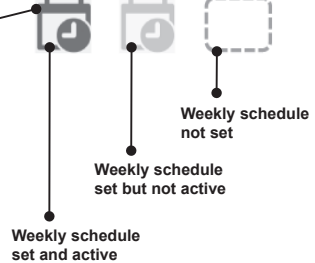 Weekly schedule
not set
Weekly schedule
set but not active
Weekly schedule
set and active